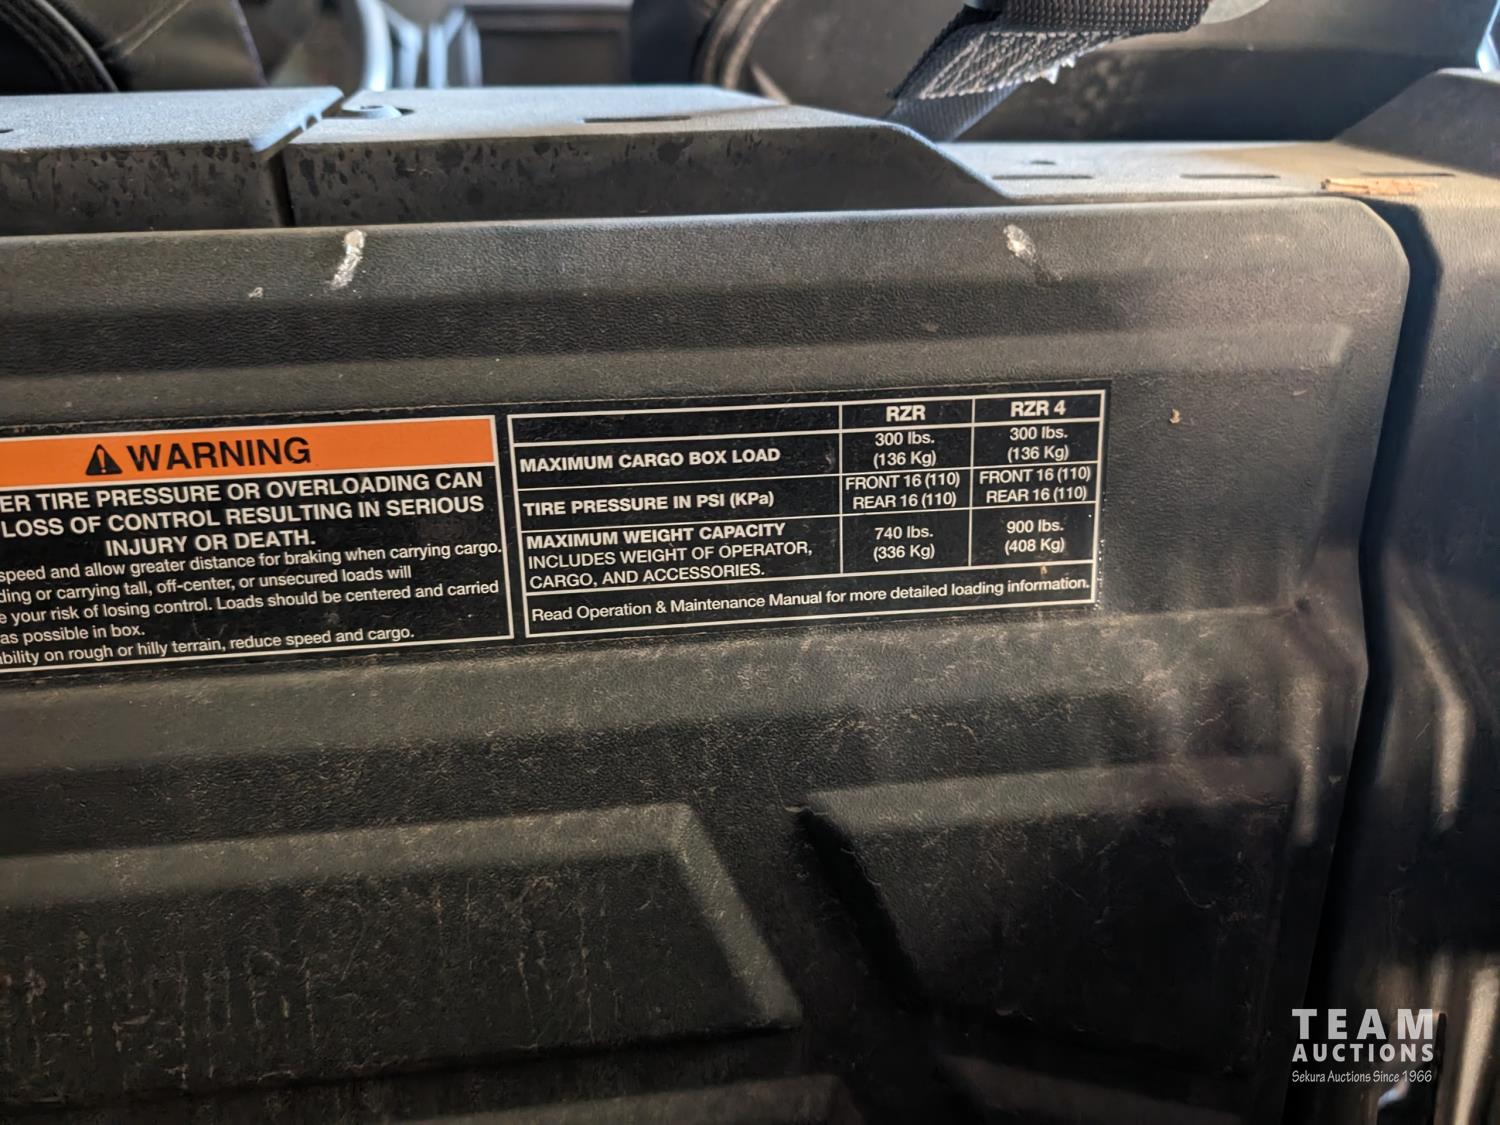 WARNING
ER TIRE PRESSURE OR OVERLOADING CAN
LOSS OF CONTROL RESULTING IN SERIOUS
INJURY OR DEATH.
speed and allow greater distance for braking when carrying cargo.
ding or carrying tall, off-center, or unsecured loads will
e your risk of losing control. Loads should be centered and carried
as possible in box.
bility on rough or hilly terrain, reduce speed and cargo.
RZR RZR 4
MAXIMUM CARGO BOX LOAD 300 lbs. (136 Kg) 300 lbs. (136 Kg)
TIRE PRESSURE IN PSI (KPa) FRONT 16 (110) REAR 16 (110) FRONT 16 (110) REAR 16 (110)
MAXIMUM WEIGHT CAPACITY
INCLUDES WEIGHT OF OPERATOR,
CARGO, AND ACCESSORIES.
740 lbs. (336 Kg) 900 lbs. (408 Kg)
Read Operation & Maintenance Manual for more detailed loading information.
TEAM
AUCTIONS
Sekura Auctions Since 1966